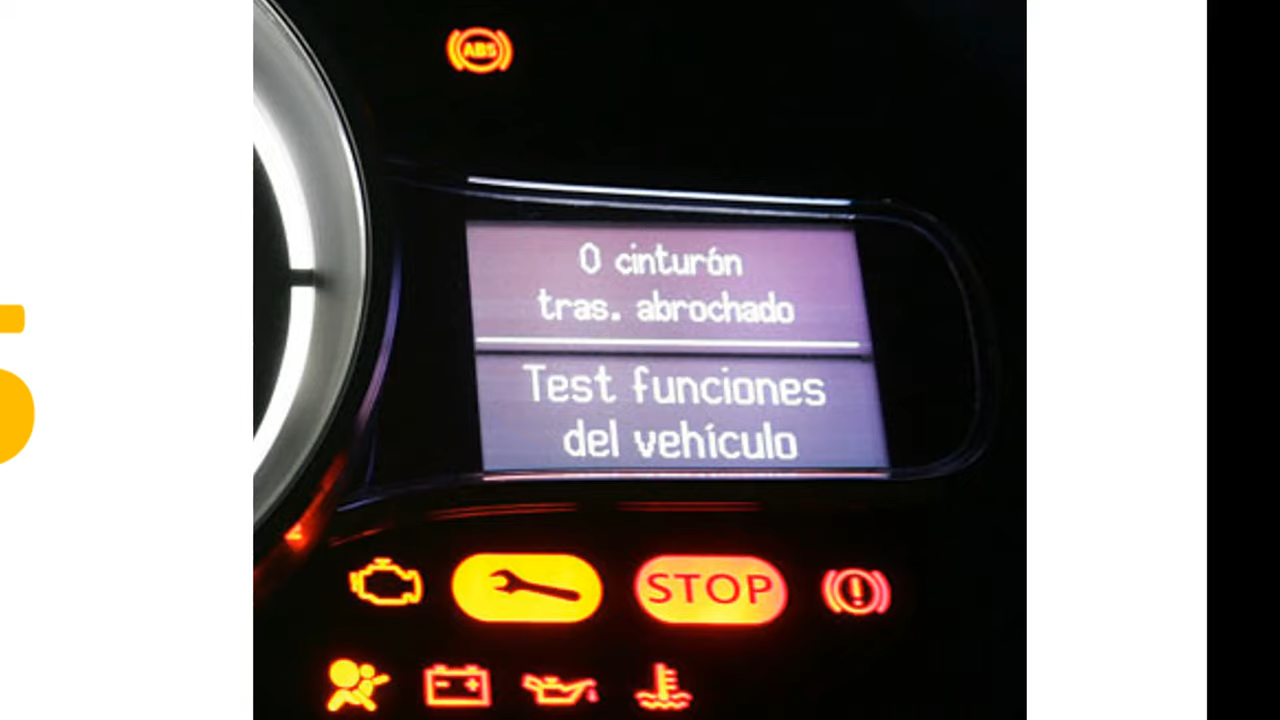 ABS
0 cinturón
tras. abrochado
Test funciones
del vehículo
STOP